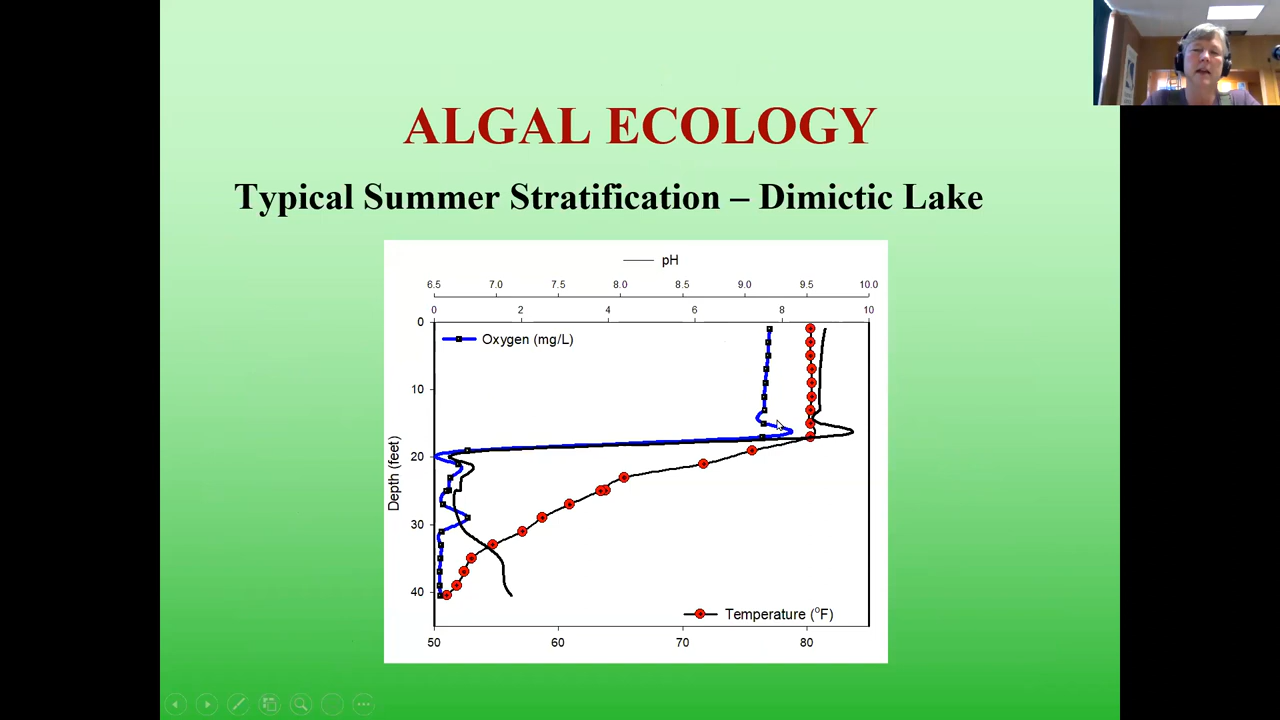 ALGAL ECOLOGY
Typical Summer Stratification – Dimictic Lake
pH
6.5 7.0 7.5 8.0 8.5 9.1 9.5 10.0
0 2 4 6 8 10
0
Oxygen (mg/L)
10
20
Depth (feet)
30
40
Temperature (°F)
50 60 70 80